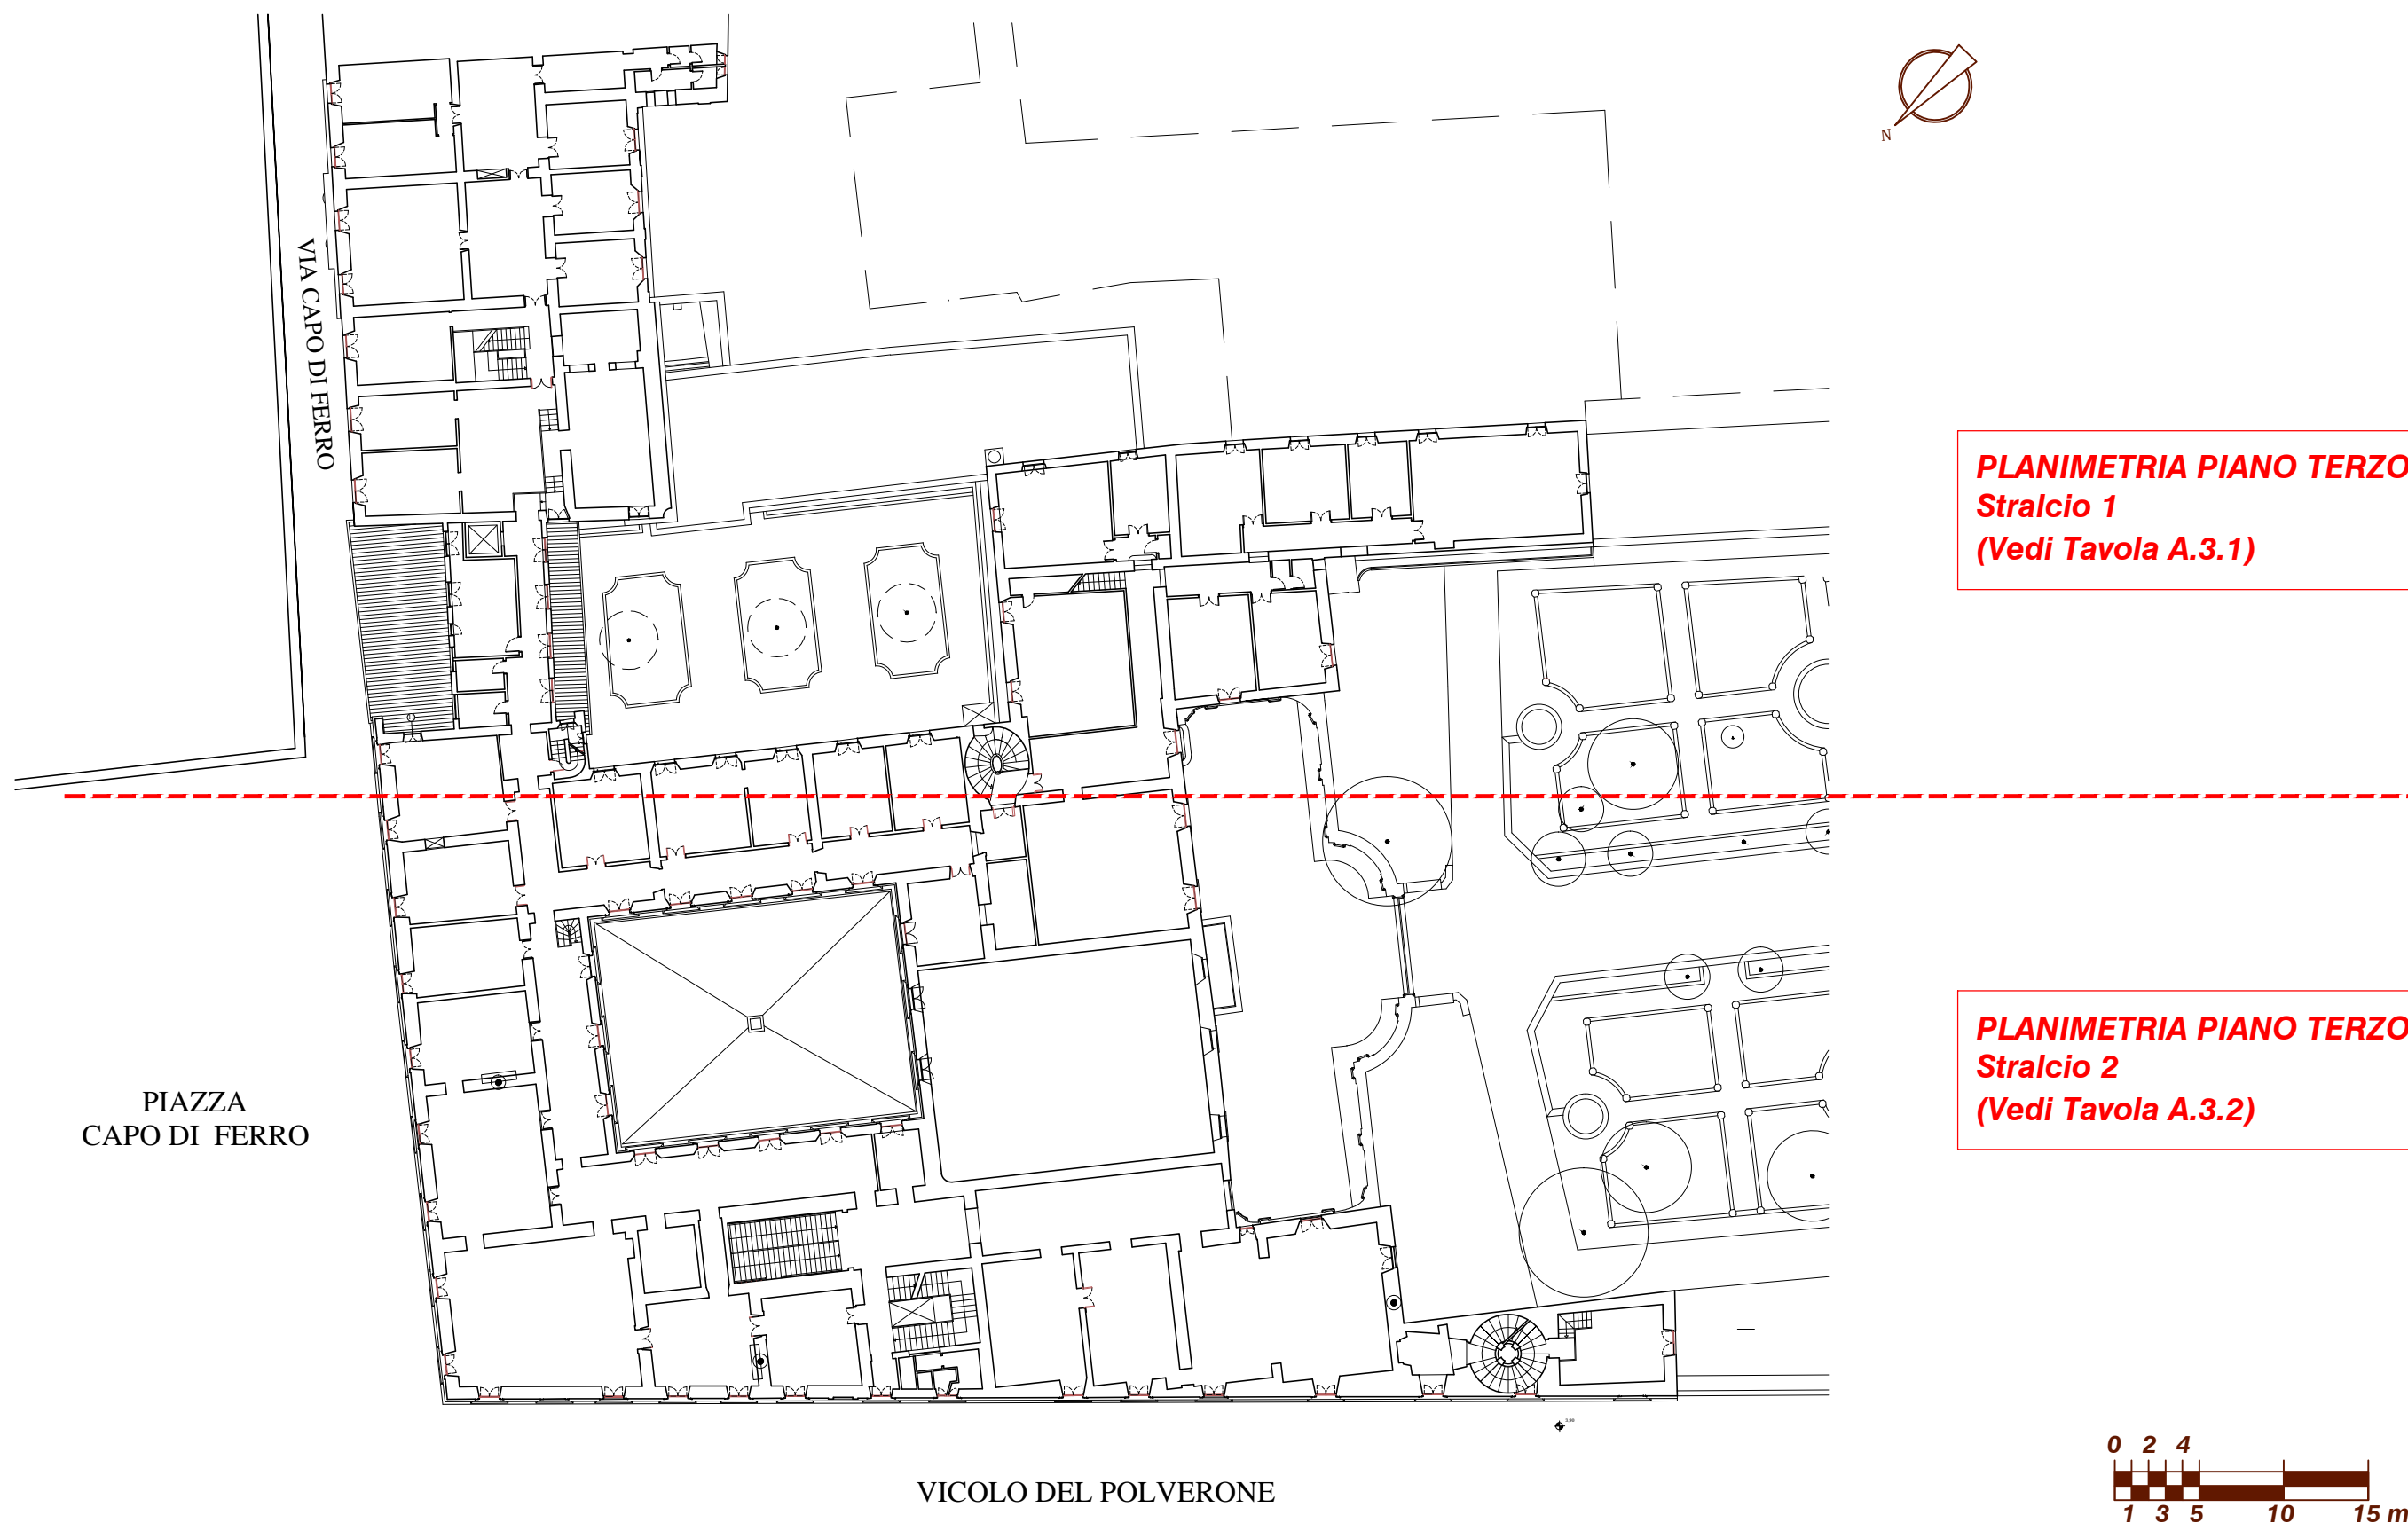 N
VIA CAPO DI FERRO
PLANIMETRIA PIANO TERZO
Stralcio 1
(Vedi Tavola A.3.1)
PLANIMETRIA PIANO TERZO
Stralcio 2
(Vedi Tavola A.3.2)
PIAZZA
CAPO DI FERRO
VICOLO DEL POLVERONE
0 2 4
1 3 5 10 15 m